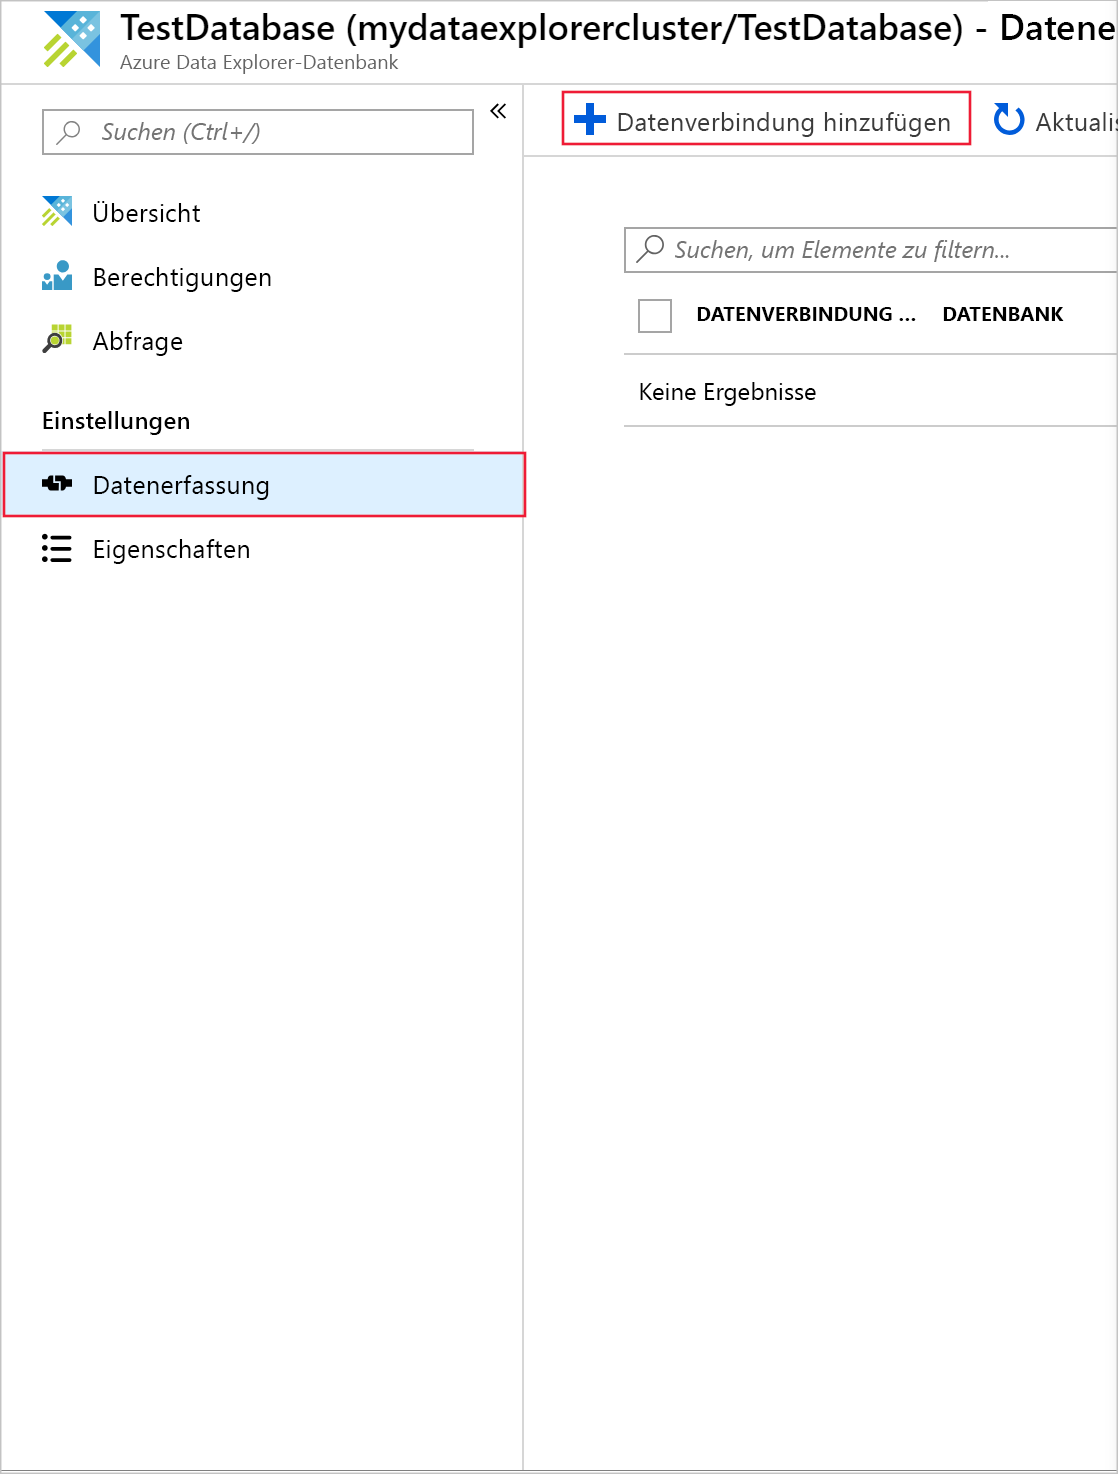 TestDatabase (mydataexplorercluster/TestDatabase) - Datene
Azure Data Explorer-Datenbank
Suchen (Ctrl+/)
Übersicht
Berechtigungen
Abfrage
Einstellungen
Datenerfassung
Eigenschaften
Datenverbindung hinzufügen
Aktualis
Suchen, um Elemente zu filtern...
DATENVERBINDUNG ... DATENBANK
Keine Ergebnisse